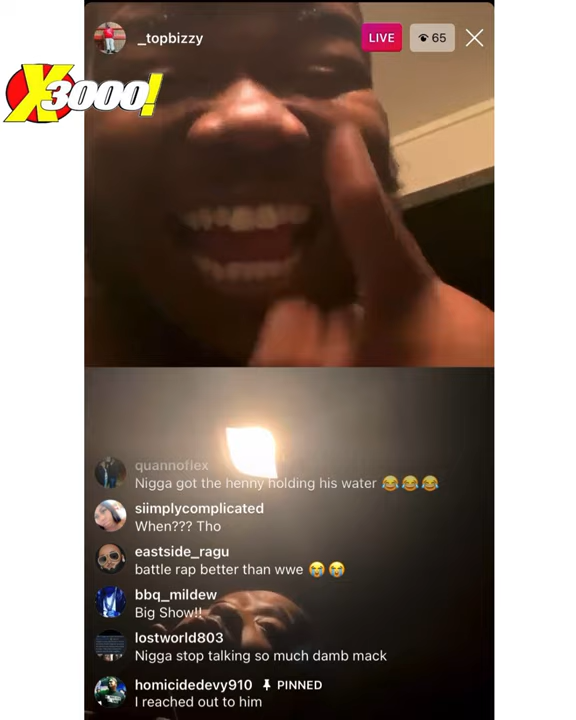 _topbizzy
LIVE
65
X3000!
quannoflex
Nigga got the henny holding his water 😂😂😂
siimplycomplicated
When??? Tho
eastside_ragu
battle rap better than wwe 😭😭
bbq_mildew
Big Show!!
lostworld803
Nigga stop talking so much damb mack
homicidedevy910 PINNED
I reached out to him